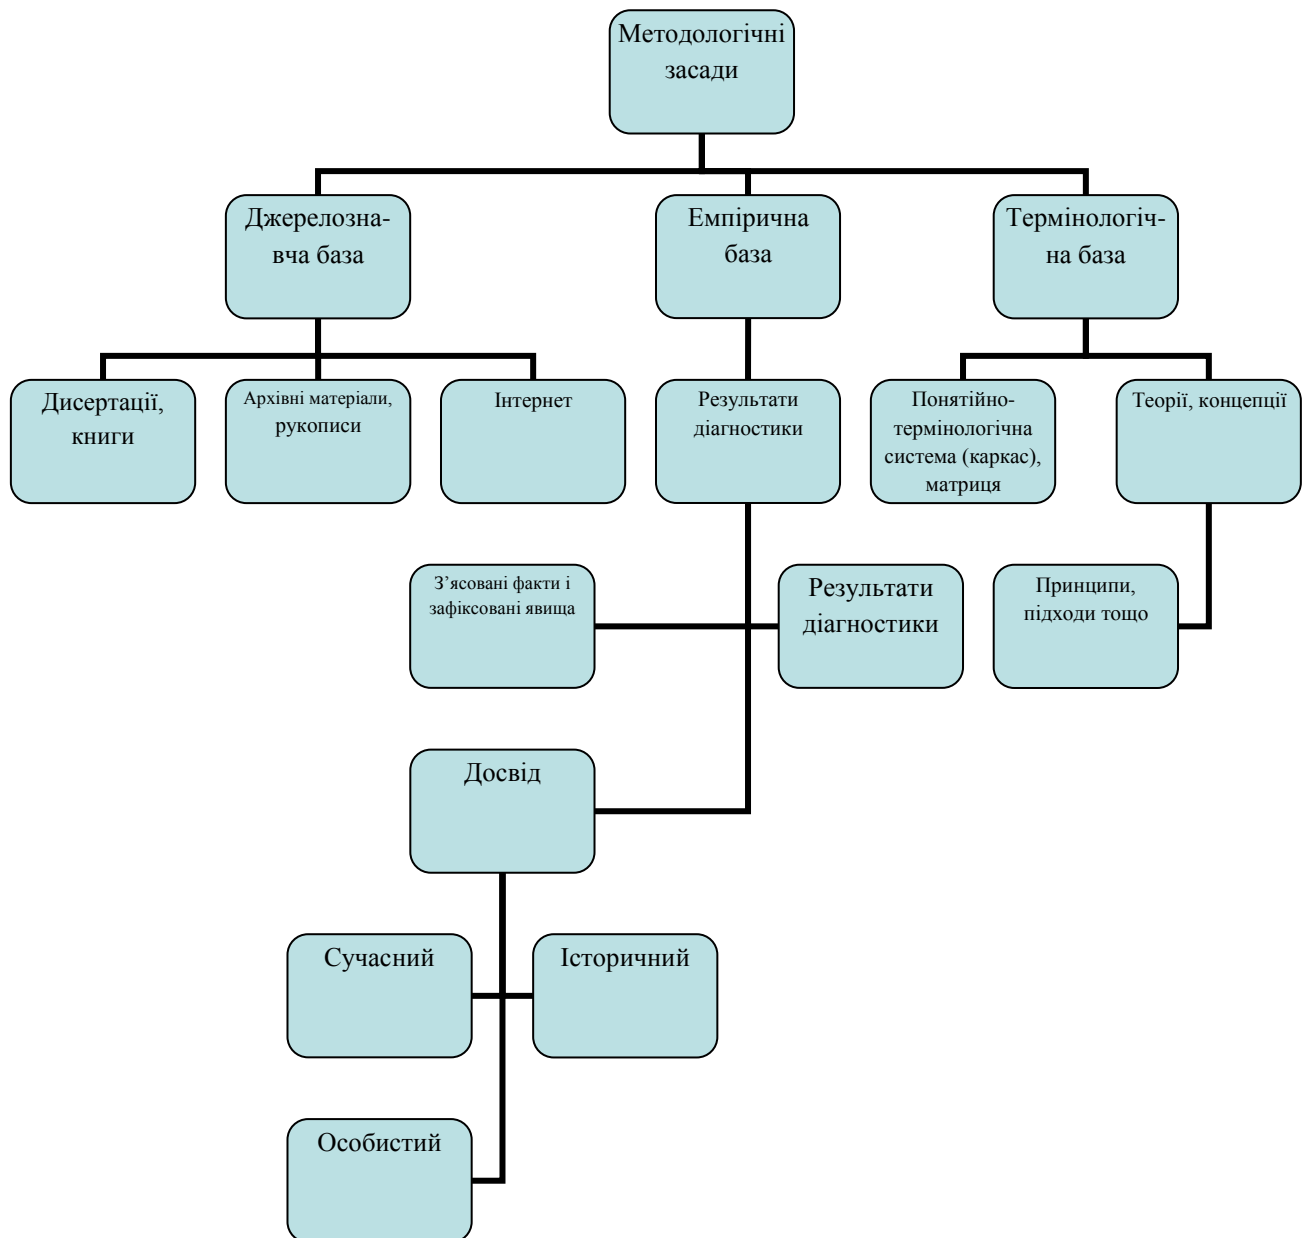 Методологічні
засади
Джерелозна-
вча база
Емпірична
база
Термінологіч-
на база
Дисертації,
книги
Архівні матеріали,
рукописи
Інтернет
Результати
діагностики
Понятійно-
термінологічна
система (каркас),
матриця
Теорії, концепції
З’ясовані факти і
зафіксовані явища
Результати
діагностики
Принципи,
підходи тощо
Досвід
Сучасний
Історичний
Особистий